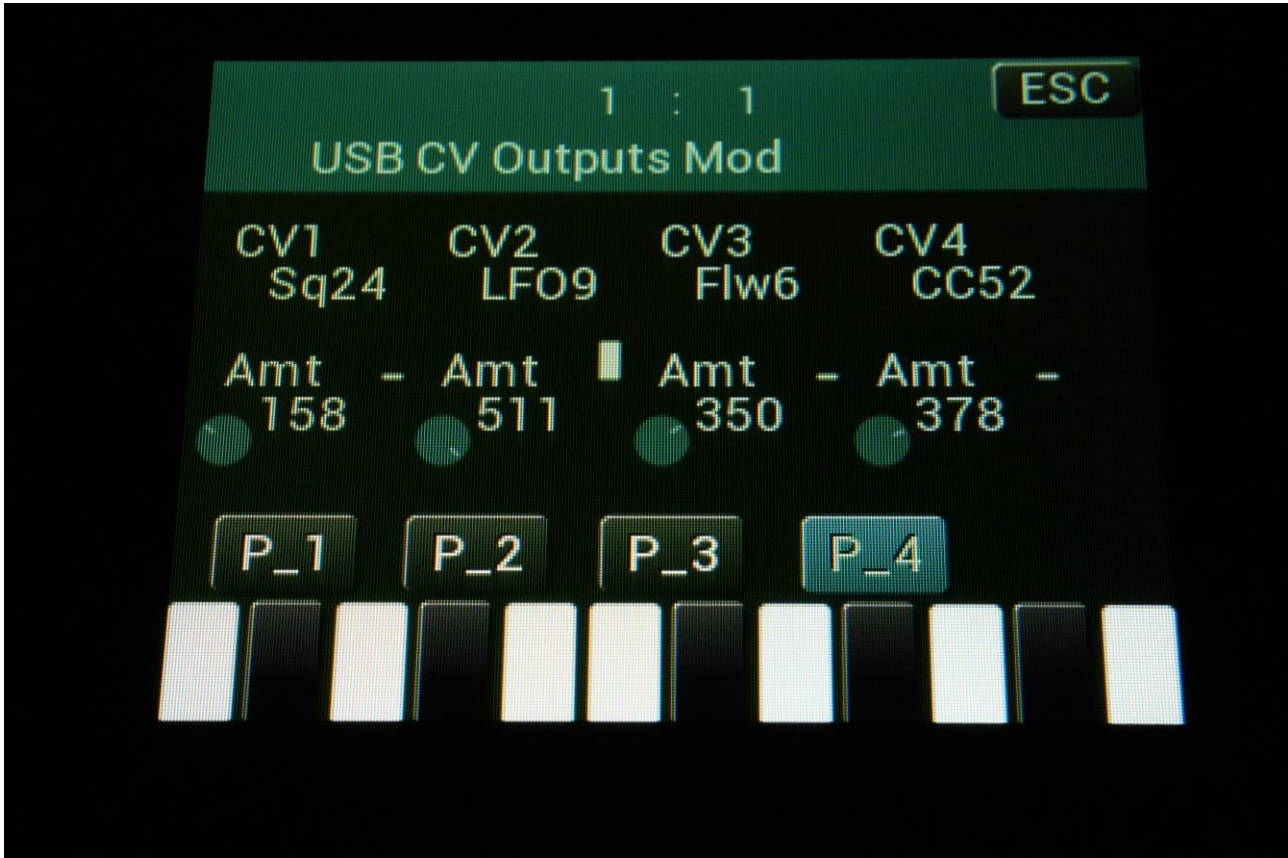 1 : 1 ESC
USB CV Outputs Mod
CV1 CV2 CV3 CV4
Sq24 LFO9 Flw6 CC52
Amt - Amt Amt - Amt -
158 511 350 378
P_1 P_2 P_3 P_4